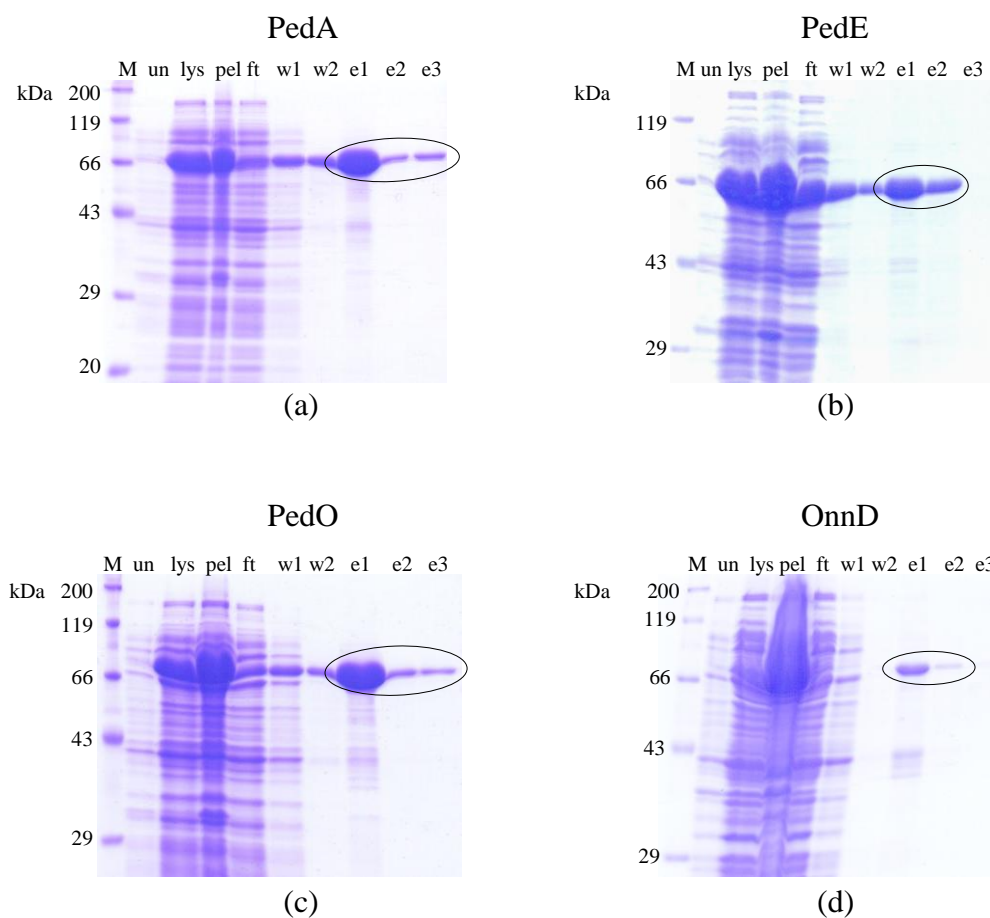 PedA
M un lys pel ft w1 w2 e1 e2 e3
kDa
200
119
66
43
29
20
(a)
PedE
M un lys pel ft w1 w2 e1 e2 e3
kDa
119
66
43
29
(b)
PedO
M un lys pel ft w1 w2 e1 e2 e3
kDa
200
119
66
43
29
(c)
OnnD
M un lys pel ft w1 w2 e1 e2 e3
kDa
200
119
66
43
29
(d)